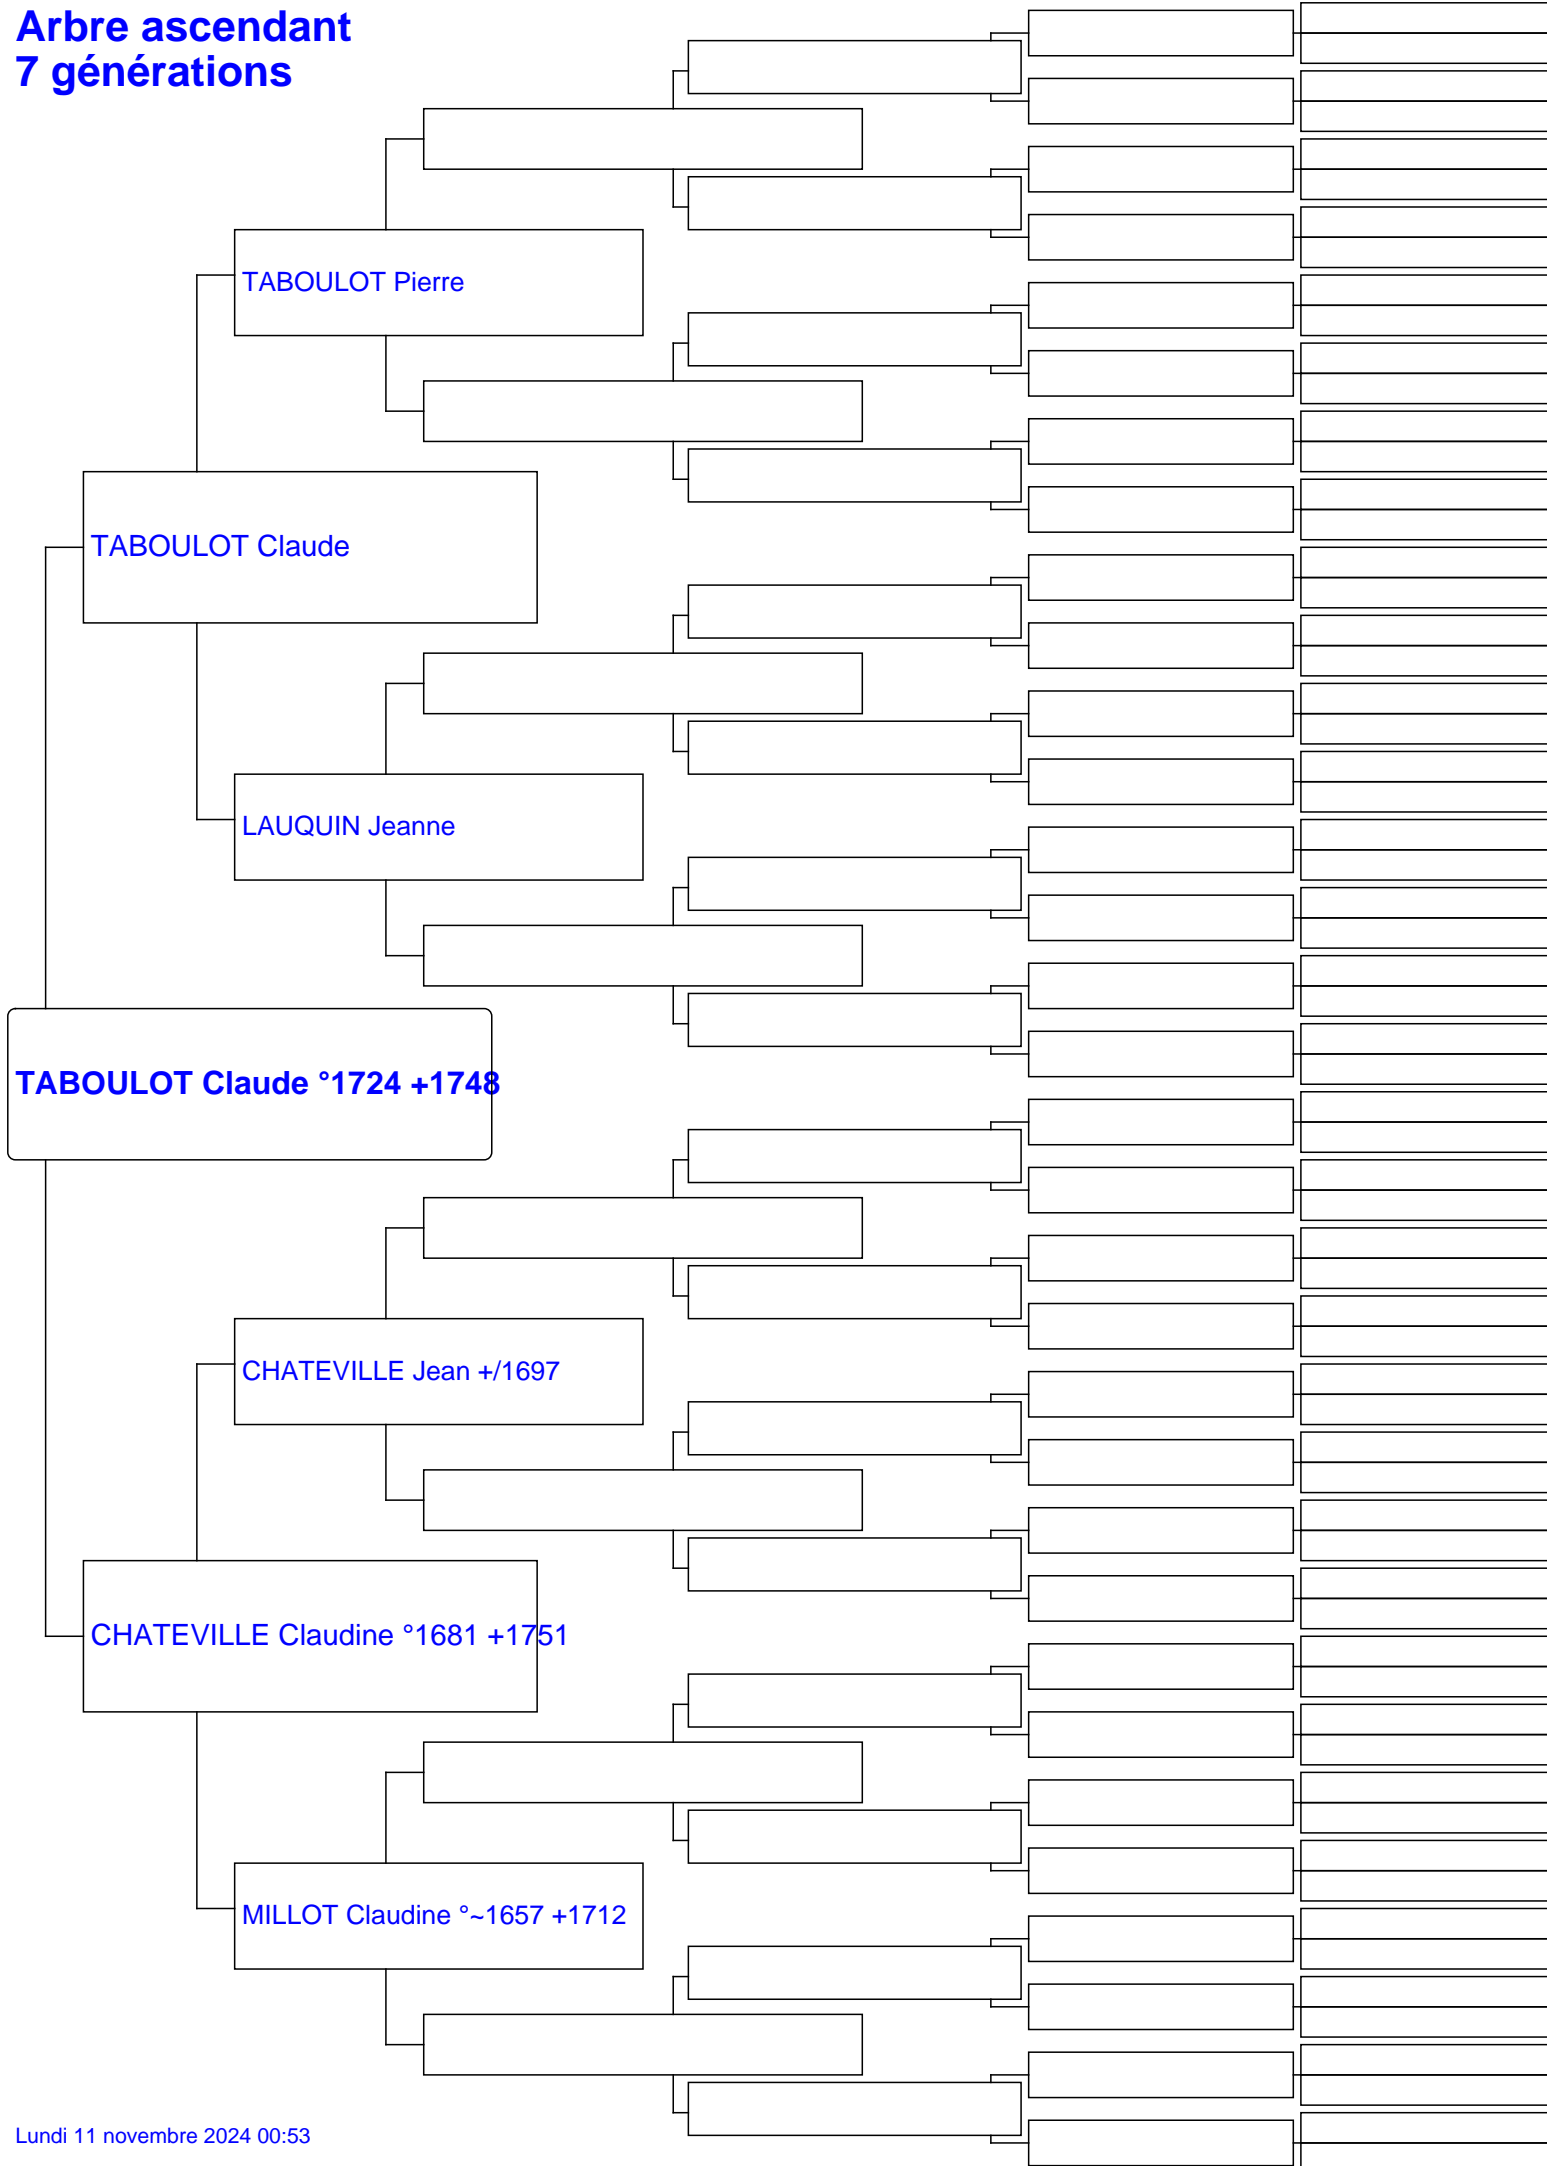 Arbre ascendant
7 générations
TABOULOT Pierre
TABOULOT Claude
LAUQUIN Jeanne
TABOULOT Claude °1724 +1748
CHATEVILLE Jean +/1697
CHATEVILLE Claudine °1681 +1751
MILLOT Claudine °~1657 +1712
Lundi 11 novembre 2024 00:53